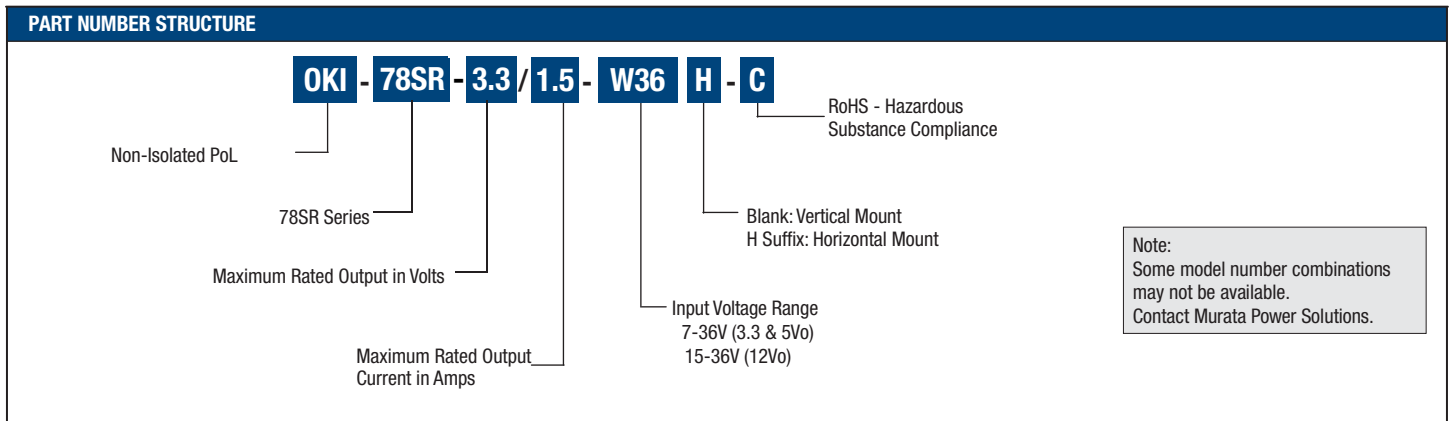 PART NUMBER STRUCTURE
OKI - 78SR - 3.3 / 1.5 - W36 H - C
RoHS - Hazardous
Substance Compliance
Non-Isolated PoL
78SR Series
Blank: Vertical Mount
H Suffix: Horizontal Mount
Maximum Rated Output in Volts
Input Voltage Range
7-36V (3.3 & 5Vo)
15-36V (12Vo)
Maximum Rated Output
Current in Amps
Note:
Some model number combinations
may not be available.
Contact Murata Power Solutions.